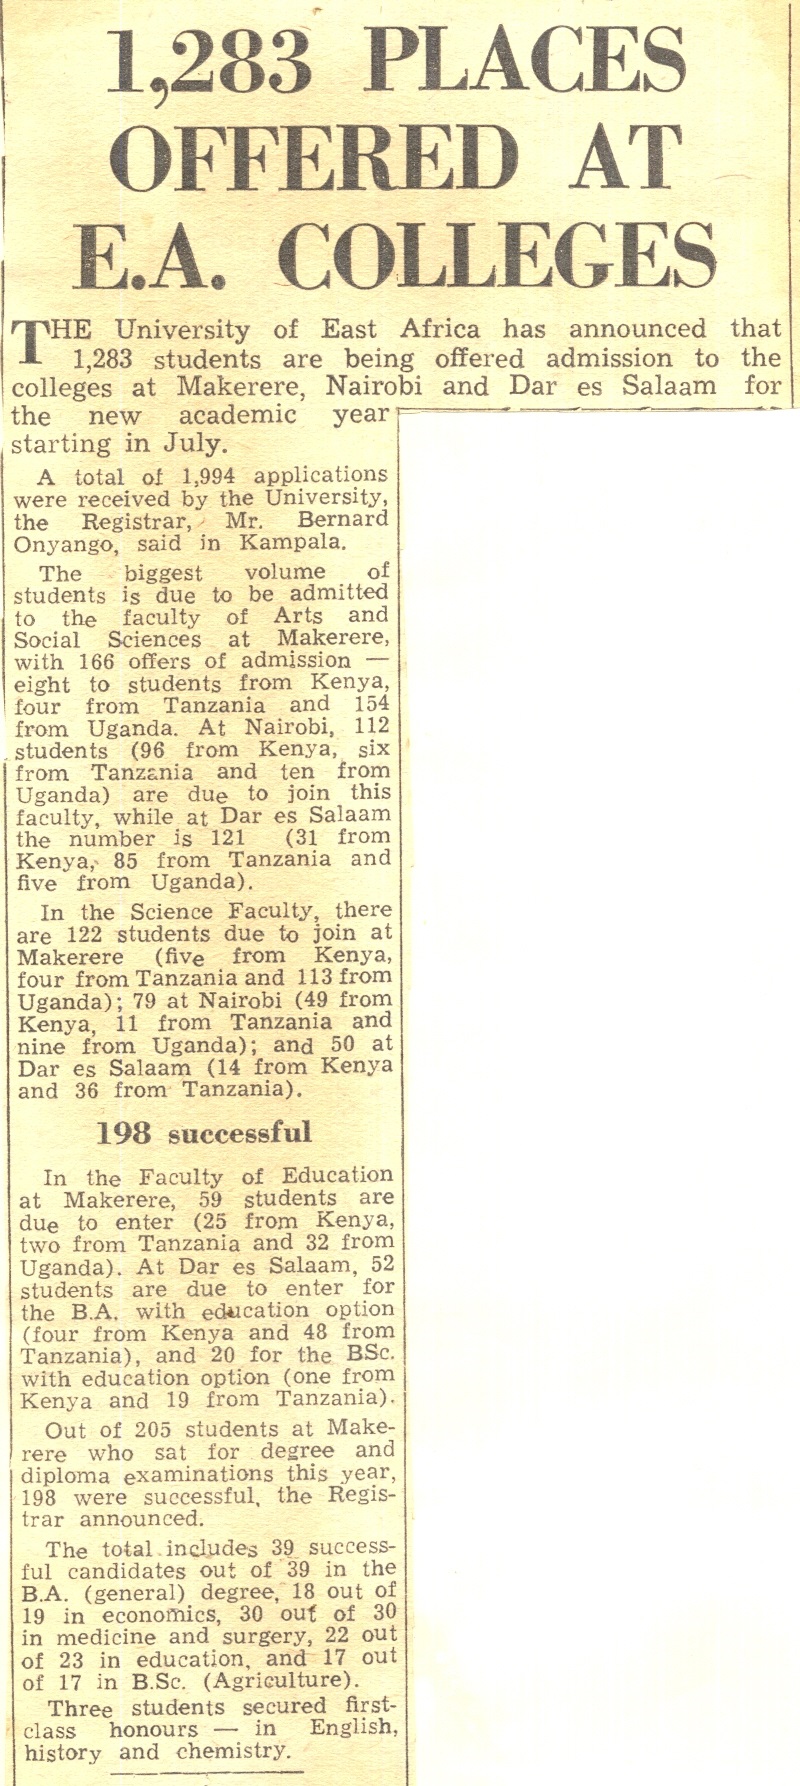 1,283 PLACES
OFFERED AT
E.A. COLLEGES
THE University of East Africa has announced that
1,283 students are being offered admission to the
colleges at Makerere, Nairobi and Dar es Salaam for
the new academic year
starting in July.
A total of 1,994 applications
were received by the University,
the Registrar, Mr. Bernard
Onyango, said in Kampala.
The biggest volume of
students is due to be admitted
to the faculty of Arts and
Social Sciences at Makerere,
with 166 offers of admission —
eight to students from Kenya,
four from Tanzania and 154
from Uganda. At Nairobi, 112
students (96 from Kenya, six
from Tanzania and ten from
Uganda) are due to join this
faculty, while at Dar es Salaam
the number is 121 (31 from
Kenya, 85 from Tanzania and
five from Uganda).
In the Science Faculty, there
are 122 students due to join at
Makerere (five from Kenya,
four from Tanzania and 113 from
Uganda); 79 at Nairobi (49 from
Kenya, 11 from Tanzania and
nine from Uganda); and 50 at
Dar es Salaam (14 from Kenya
and 36 from Tanzania).
198 successful
In the Faculty of Education
at Makerere, 59 students are
due to enter (25 from Kenya,
two from Tanzania and 32 from
Uganda). At Dar es Salaam, 52
students are due to enter for
the B.A. with education option
(four from Kenya and 48 from
Tanzania), and 20 for the BSc.
with education option (one from
Kenya and 19 from Tanzania).
Out of 205 students at Make-
rere who sat for degree and
diploma examinations this year,
198 were successful, the Regis-
trar announced.
The total includes 39 success-
ful candidates out of 39 in the
B.A. (general) degree, 18 out of
19 in economics, 30 out of 30
in medicine and surgery, 22 out
of 23 in education, and 17 out
of 17 in B.Sc. (Agriculture).
Three students secured first-
class honours — in English,
history and chemistry.